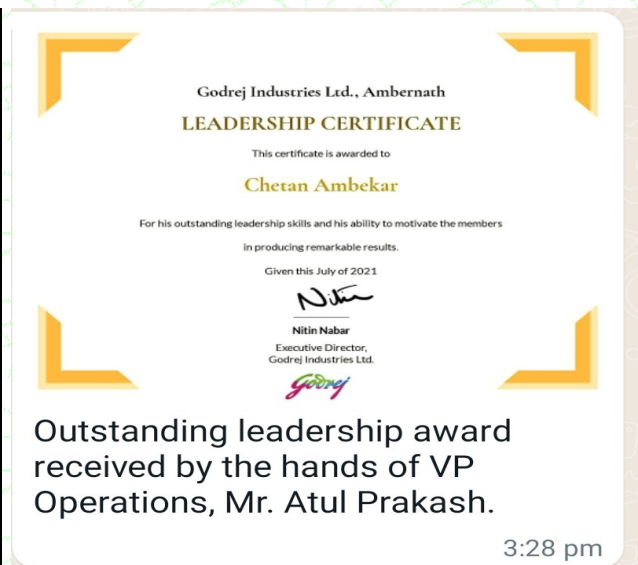 Godrej Industries Ltd., Ambernath
LEADERSHIP CERTIFICATE
This certificate is awarded to
Chetan Ambekar
For his outstanding leadership skills and his ability to motivate the members
in producing remarkable results.
Given this July of 2021
Nitin
Nitin Nabar
Executive Director,
Godrej Industries Ltd.
Godrej
Outstanding leadership award
received by the hands of VP
Operations, Mr. Atul Prakash.
3:28 pm